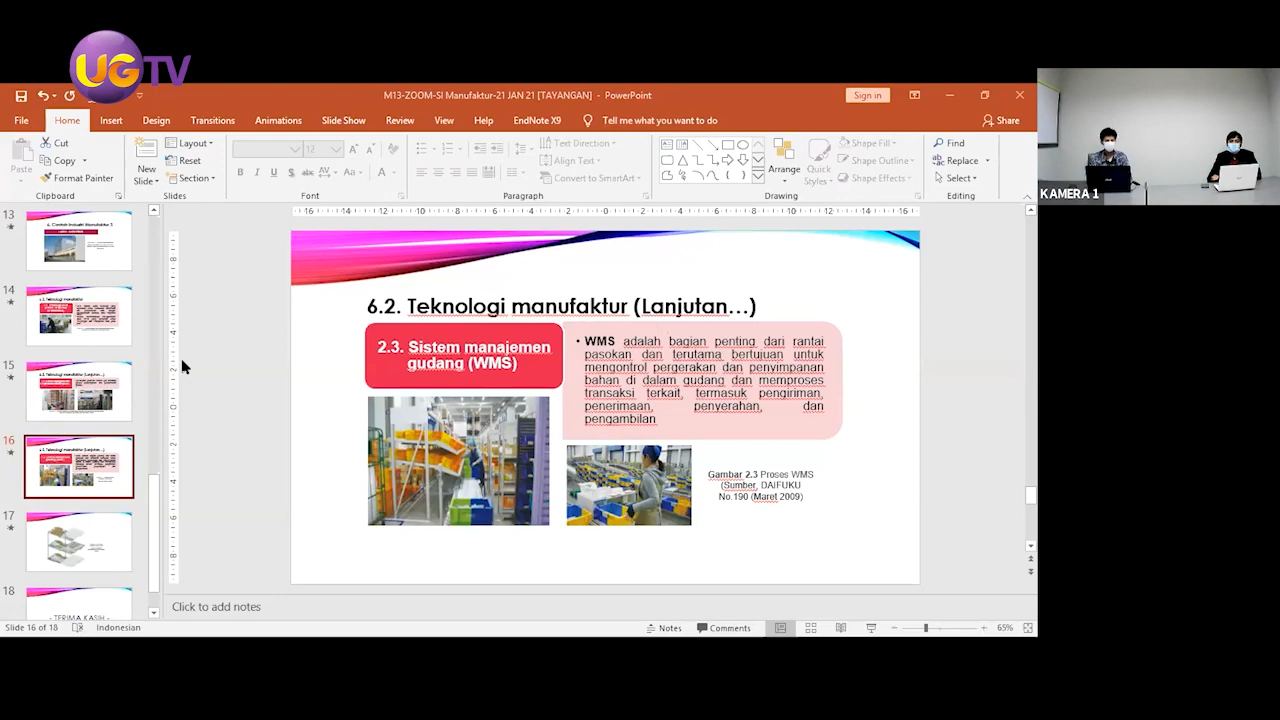 UGTV
M13-ZOOM-SI Manufaktur-21 JAN 21 [TAYANGAN] - PowerPoint
Sign in
File Home Insert Design Transitions Animations Slide Show Review View Help EndNote X9 Tell me what you want to do Share
Paste
Cut
Copy
Format Painter
Clipboard
New Slide
Layout
Reset
Section
Slides
Font
Text Direction
Align Text
Convert to SmartArt
Paragraph
Arrange
Quick Styles
Shape Fill
Shape Outline
Shape Effects
Drawing
Find
Replace
Select
Editing
KAMERA 1
13
14
15
16
17
18
- TERIMA KASIH -
6.2. Teknologi manufaktur (Lanjutan…)
2.3. Sistem manajemen
gudang (WMS)
• WMS adalah bagian penting dari rantai
pasokan dan terutama bertujuan untuk
mengontrol pergerakan dan penyimpanan
bahan di dalam gudang dan memproses
transaksi terkait, termasuk pengiriman,
penerimaan, penyerahan, dan
pengambilan
Gambar 2.3 Proses WMS
(Sumber, DAIFUKU
No.190 (Maret 2009)
Click to add notes
Slide 16 of 18 Indonesian Notes Comments 65%